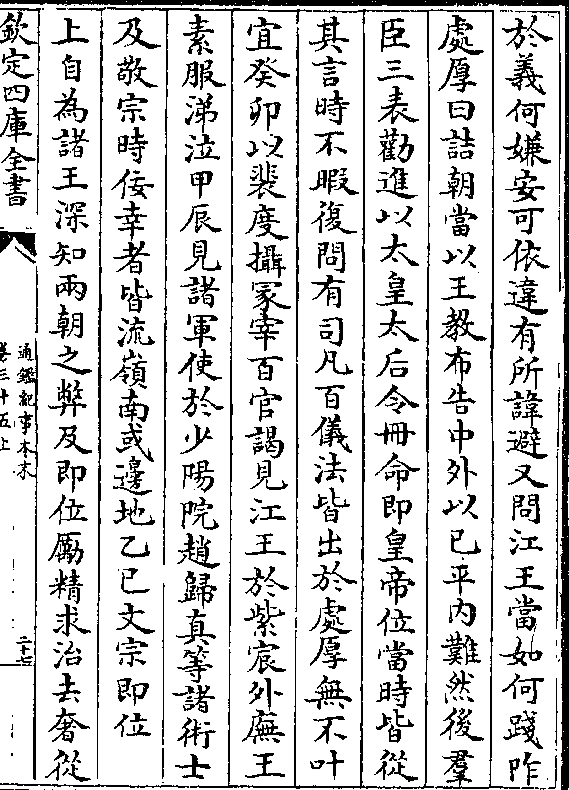 於義何嫌安可依違有所諱避又問江王當如何踐阼
處厚曰詰朝當以王教布告中外以已平内難然後羣
臣三表勸進以太皇太后令冊命即皇帝位當時皆從
其言時不暇復問有司凡百儀法皆出於處厚無不叶
宜癸卯以裴度攝冢宰百官謁見江王於紫宸外廡王
素服涕泣甲辰見諸軍使於少陽院趙歸真等諸術士
及敬宗時佞幸者皆流嶺南或邊地乙巳文宗即位
上自為諸王深知兩朝之弊及即位勵精求治去奢從
欽定四庫全書
通鑑紀事本末
卷三十五上
二十七